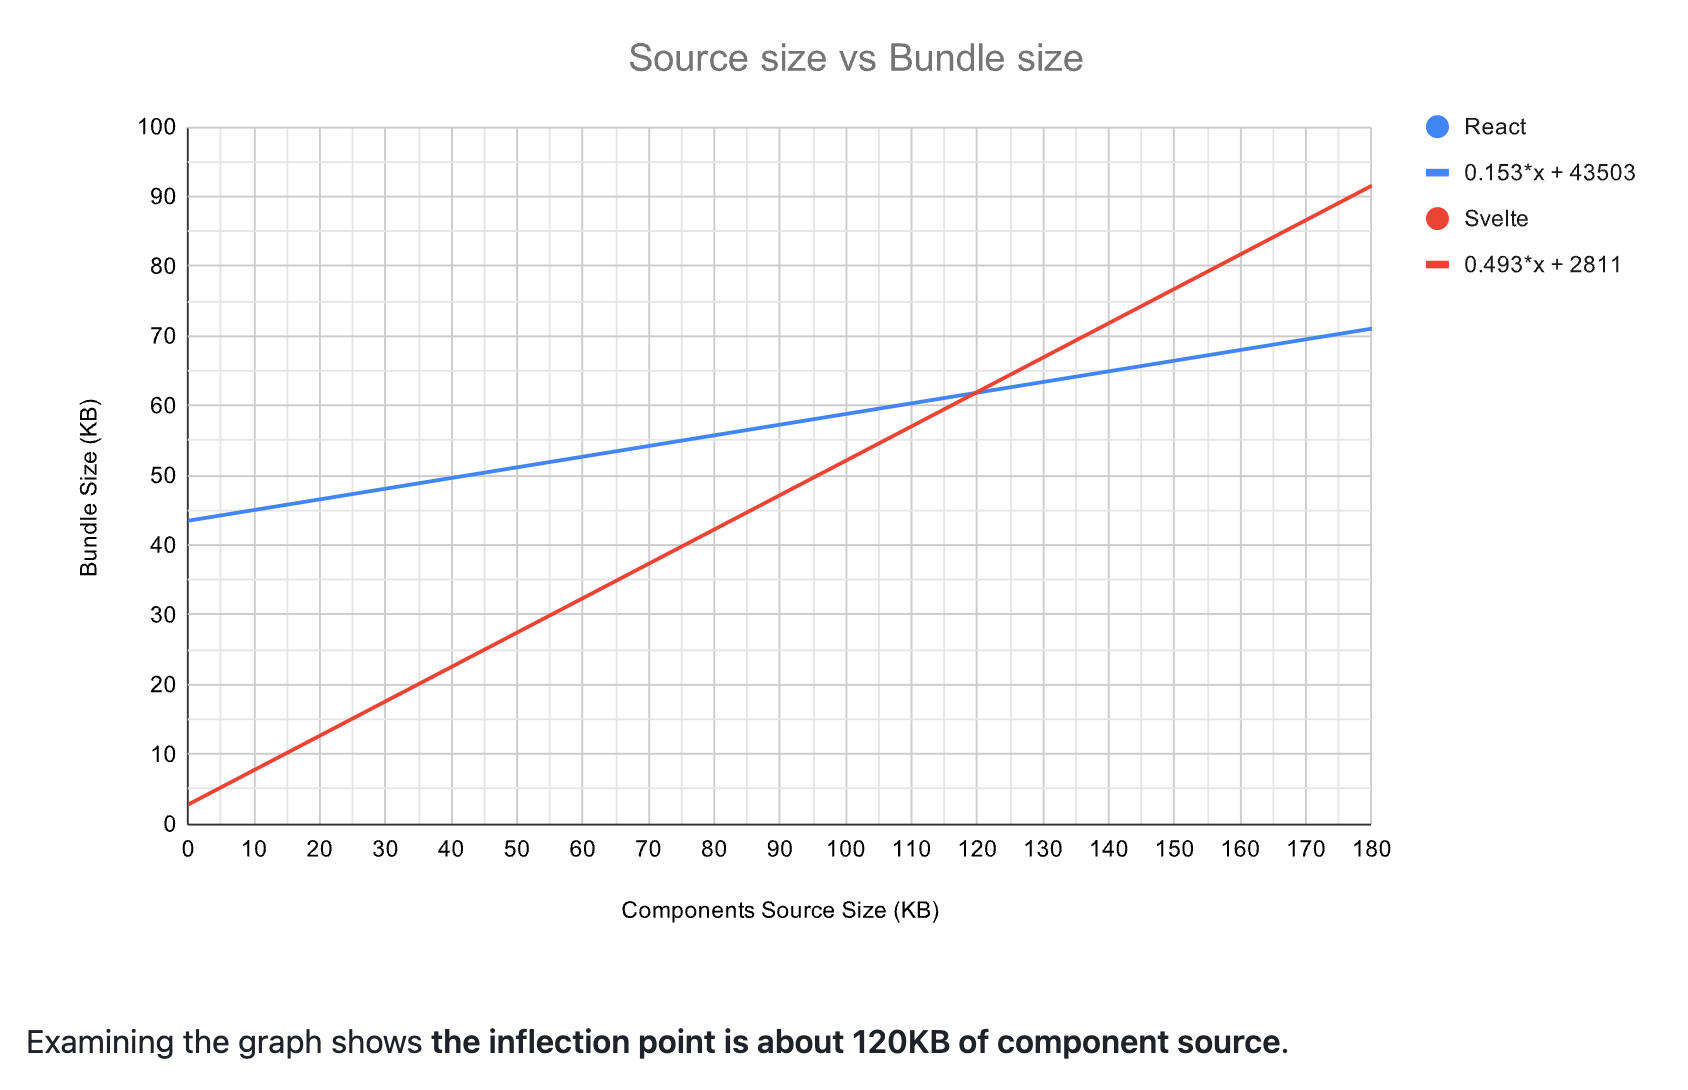 Source size vs Bundle size
React
0.153*x + 43503
Svelte
0.493*x + 2811
100
90
80
70
60
50
40
30
20
10
0
Bundle Size (KB)
0 10 20 30 40 50 60 70 80 90 100 110 120 130 140 150 160 170 180
Components Source Size (KB)
Examining the graph shows the inflection point is about 120KB of component source.